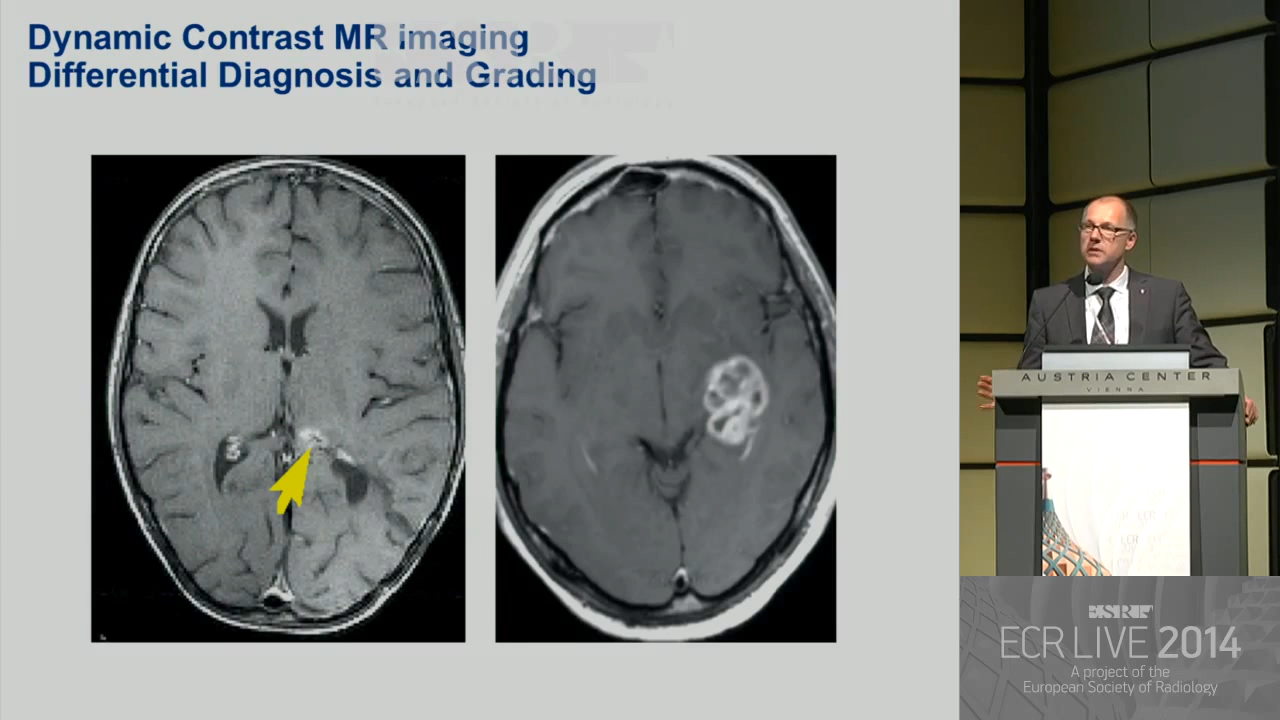 Dynamic Contrast MR imaging
Differential Diagnosis and Grading
AUSTRIA CENTER
VIENNA
ECR LIVE 2014
A project of the
European Society of Radiology